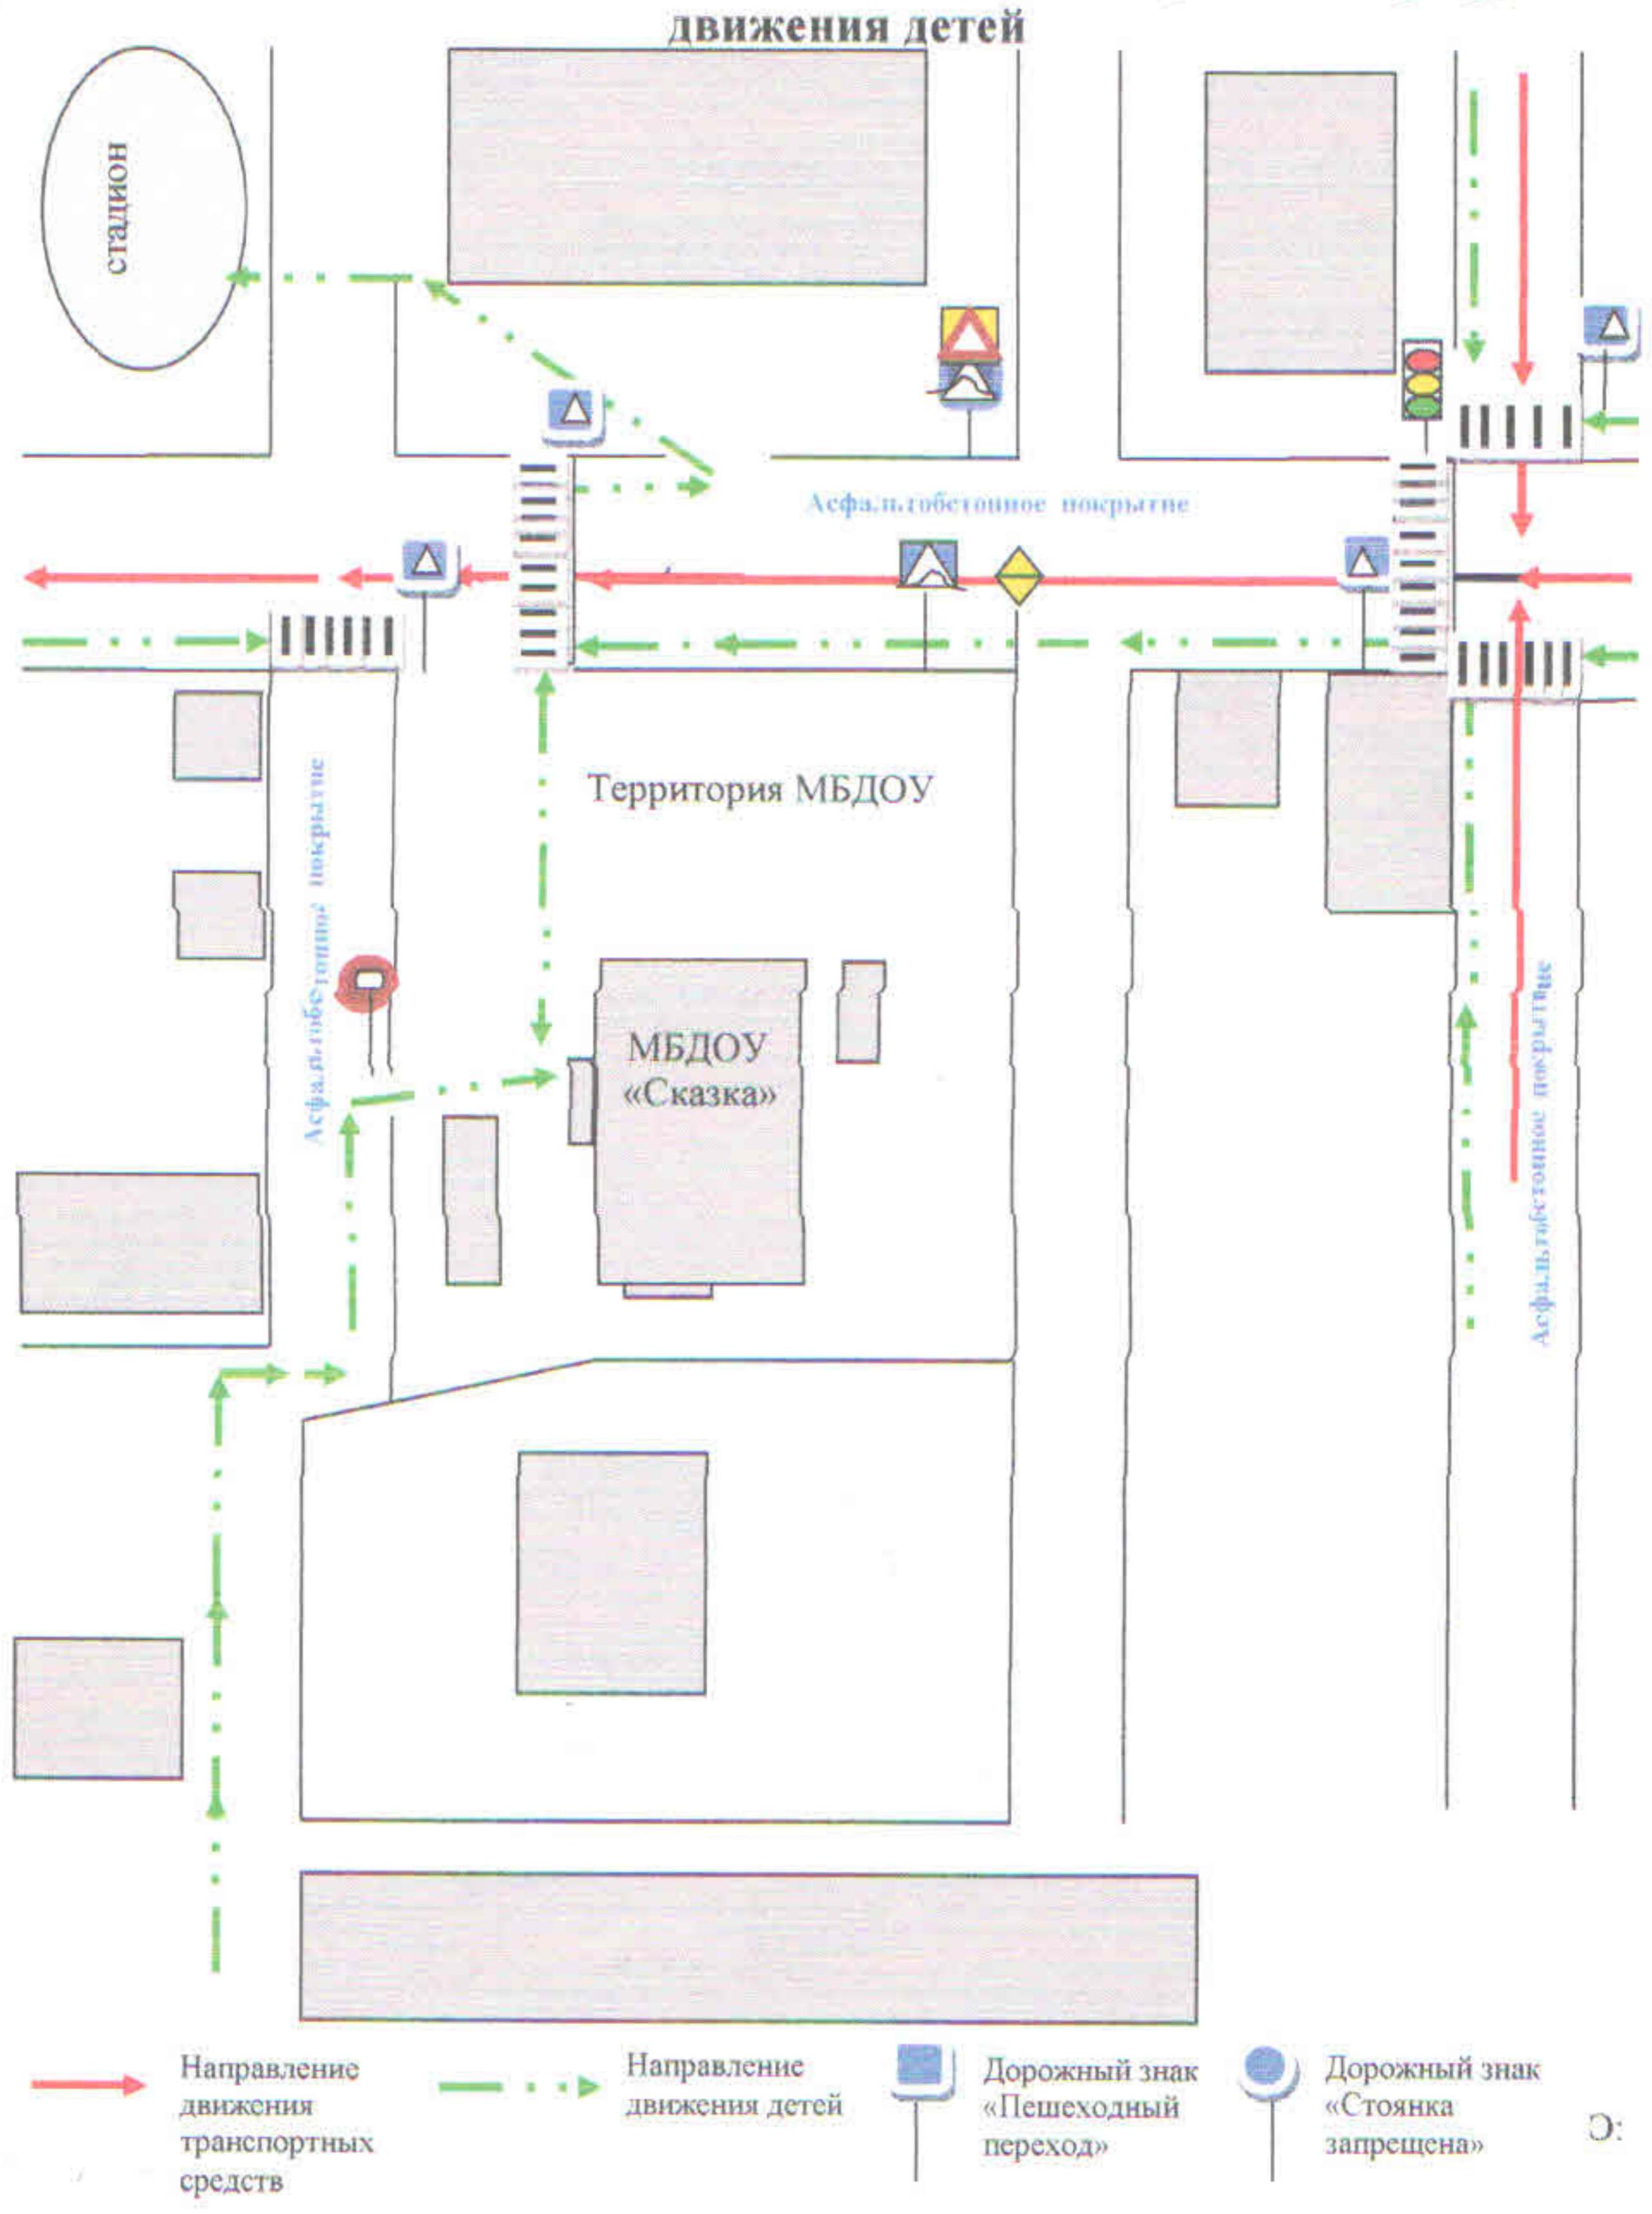 движения детей
стадион
Асфальтобетонное покрытие
Территория МБДОУ
Асфальтобетонное покрытие
МБДОУ
«Сказка»
Асфальтобетонное покрытие
Направление
движения
транспортных
средств
Направление
движения детей
Дорожный знак
«Пешеходный
переход»
Дорожный знак
«Стоянка
запрещена»